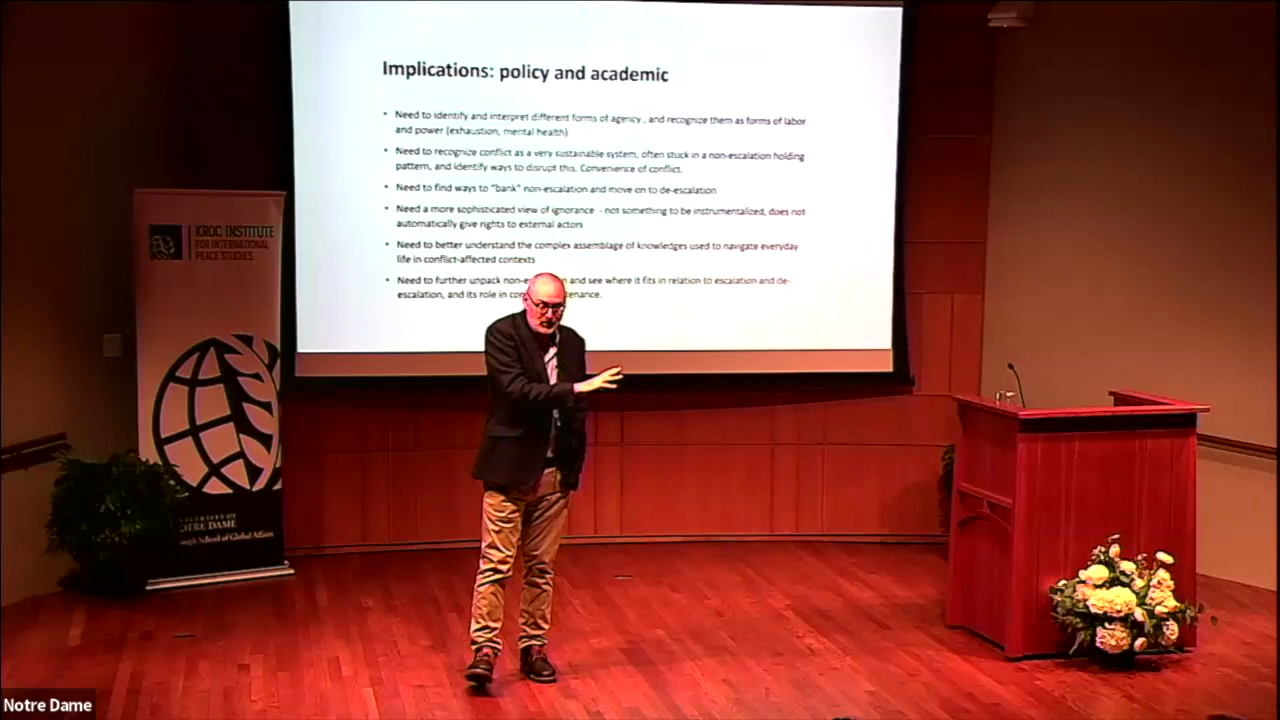 Implications: policy and academic
• Need to identify and interpret different forms of agency , and recognize them as forms of labor
and power (exhaustion, mental health)
• Need to recognize conflict as a very sustainable system, often stuck in a non-escalation holding
pattern, and identify ways to disrupt this. Convenience of conflict.
• Need to find ways to "bank" non-escalation and move on to de-escalation
• Need a more sophisticated view of ignorance - not something to be instrumentalized, does not
automatically give rights to external actors
• Need to better understand the complex assemblage of knowledges used to navigate everyday
life in conflict-affected contexts
• Need to further unpack and see where it fits in relation to escalation and de-
escalation, and its role in
KROC INSTITUTE
FOR INTERNATIONAL
PEACE STUDIES
School of Global Affairs
Notre Dame